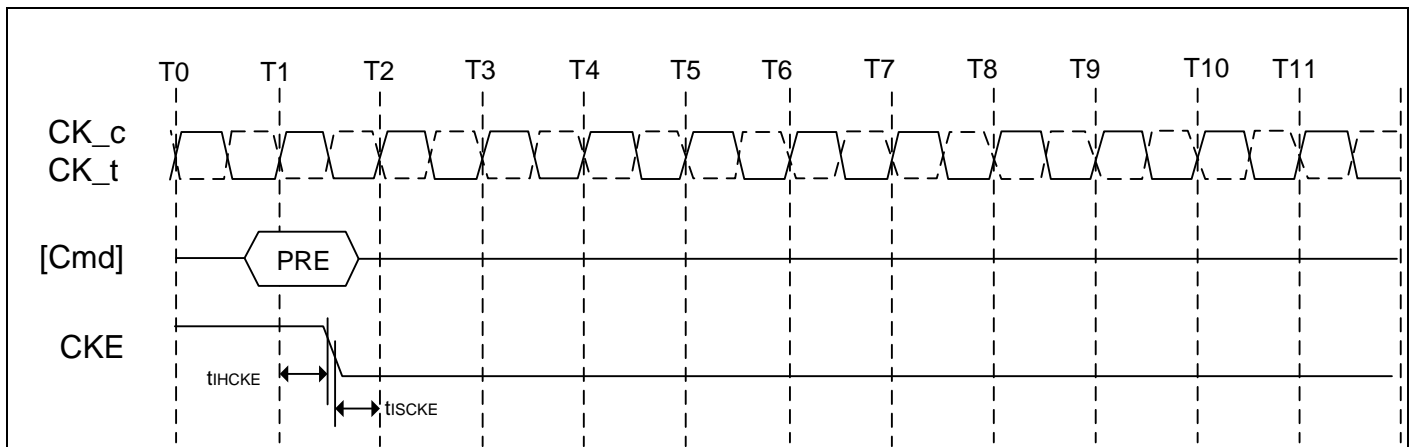 T0 T1 T2 T3 T4 T5 T6 T7 T8 T9 T10 T11
CK_c
CK_t
[Cmd] PRE
CKE
tIHCKE
tISCKE